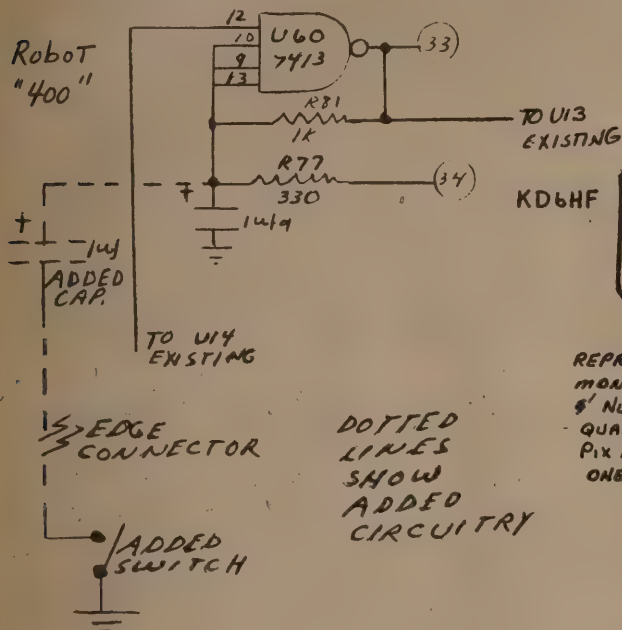 Robot
"400"
12
10
9
13
U60
7413
33
R81
1K
TO U13
EXISTING
R77
330
34
KD6HF
+
+
1uf
ADDED
CAP.
TO U14
EXISTING
EDGE
CONNECTOR
ADDED
SWITCH
DOTTED
LINES
SHOW
ADDED
CIRCUITRY
ONE